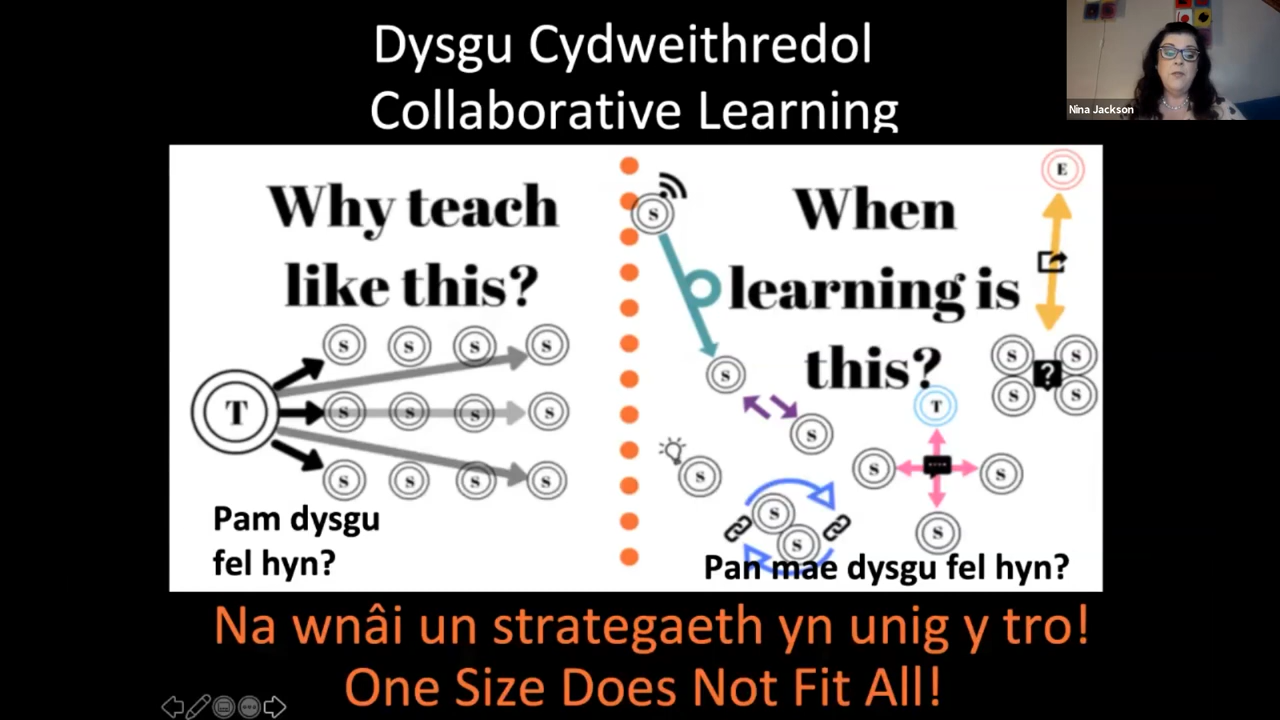 Dysgu Cydweithredol
Collaborative Learning
Nina Jackson
Why teach
like this?
T
S S S S
S S S S
S S S S
Pam dysgu
fel hyn?
When
learning is
this?
S
S
S
S
S
S
E
S S
?
S S
T
S S
S
Pan mae dysgu fel hyn?
Na wnâi un strategaeth yn unig y tro!
One Size Does Not Fit All!